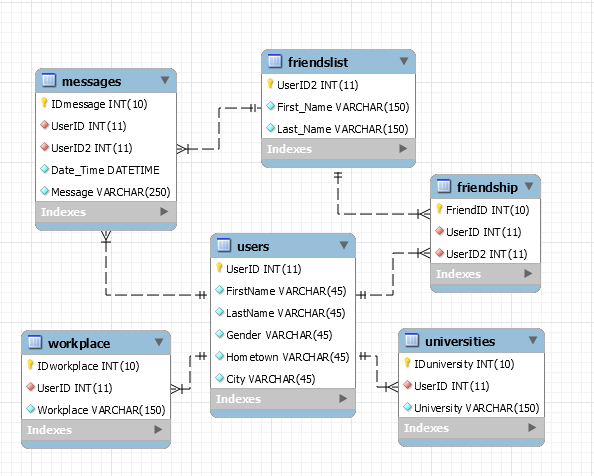 friendslist
UserID2 INT(11)
First_Name VARCHAR(150)
Last_Name VARCHAR(150)
Indexes
messages
IDmessage INT(10)
UserID INT(11)
UserID2 INT(11)
Date_Time DATETIME
Message VARCHAR(250)
Indexes
friendship
FriendID INT(10)
UserID INT(11)
UserID2 INT(11)
Indexes
users
UserID INT(11)
FirstName VARCHAR(45)
LastName VARCHAR(45)
Gender VARCHAR(45)
Hometown VARCHAR(45)
City VARCHAR(45)
Indexes
workplace
IDworkplace INT(10)
UserID INT(11)
Workplace VARCHAR(150)
Indexes
universities
IDuniversity INT(10)
UserID INT(11)
University VARCHAR(150)
Indexes